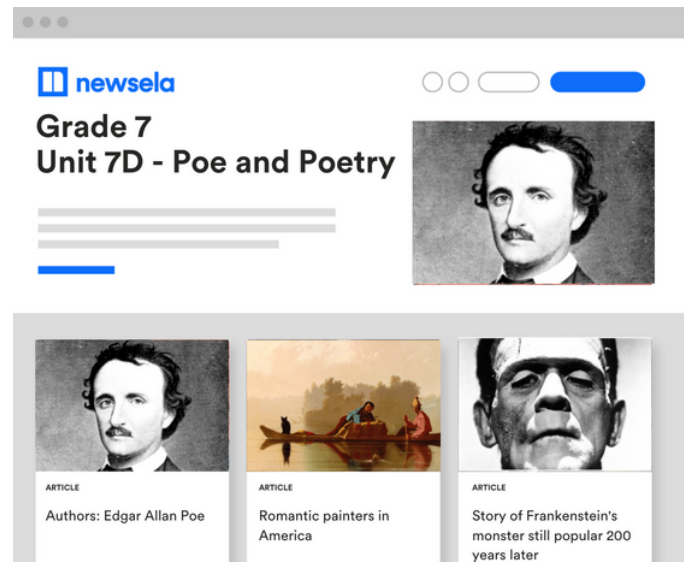 newsela
Grade 7
Unit 7D - Poe and Poetry
ARTICLE
Authors: Edgar Allan Poe
ARTICLE
Romantic painters in
America
ARTICLE
Story of Frankenstein's
monster still popular 200
years later